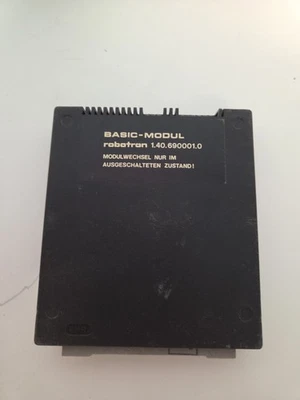 BASIC-MODUL
robotron 1.40.690001.0
MODULWECHSEL NUR IM
AUSGESCHALTETEN ZUSTAND!